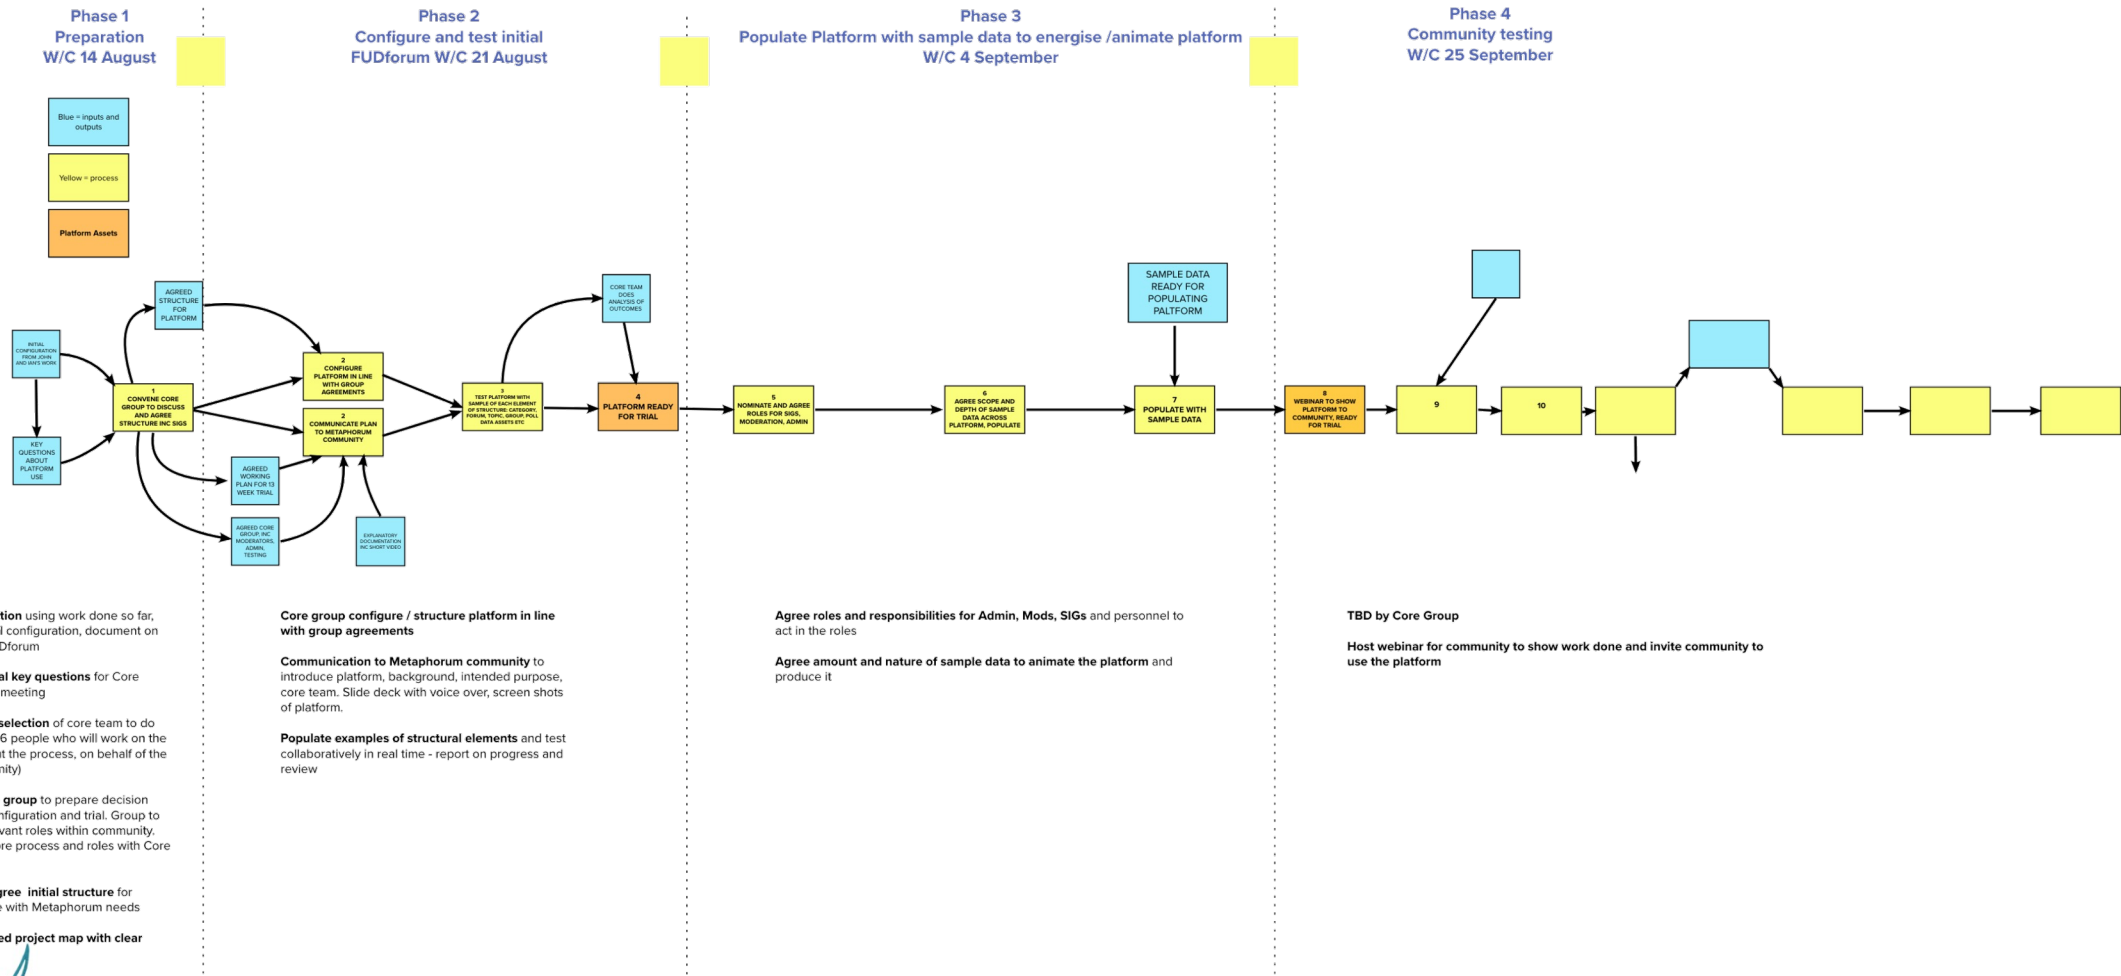 Phase 1
Preparation
W/C 14 August
Phase 2
Configure and test initial
FUDforum W/C 21 August
Phase 3
Populate Platform with sample data to energise /animate platform
W/C 4 September
Phase 4
Community testing
W/C 25 September
Blue = inputs and
outputs
Yellow = process
Platform Assets
INITIAL
CONFIGURATION
FROM JOHN
AND IAN'S WORK
KEY
QUESTIONS
ABOUT
PLATFORM
USE
AGREED
STRUCTURE
FOR
PLATFORM
1
CONVENE CORE
GROUP TO DISCUSS
AND AGREE
STRUCTURE INC SIGS
AGREED
WORKING
PLAN FOR 13
WEEK TRIAL
AGREED CORE
GROUP, INC
MODERATORS,
ADMIN,
TESTING
2
CONFIGURE
PLATFORM IN LINE
WITH GROUP
AGREEMENTS
2
COMMUNICATE PLAN
TO METAPHORUM
COMMUNITY
EXPLANATORY
DOCUMENTATION
INC SHORT VIDEO
3
TEST PLATFORM WITH
SAMPLE OF EACH ELEMENT
OF STRUCTURE: CATEGORY,
FORUM, TOPIC, GROUP, POLL
DATA ASSETS ETC
CORE TEAM
DOES
ANALYSIS OF
OUTCOMES
4
PLATFORM READY
FOR TRIAL
5
NOMINATE AND AGREE
ROLES FOR SIGS,
MODERATION, ADMIN
6
AGREE SCOPE AND
DEPTH OF SAMPLE
DATA ACROSS
PLATFORM, POPULATE
SAMPLE DATA
READY FOR
POPULATING
PALTFORM
7
POPULATE WITH
SAMPLE DATA
8
WEBINAR TO SHOW
PLATFORM TO
COMMUNITY, READY
FOR TRIAL
9
10
tion using work done so far,
l configuration, document on
Dforum
al key questions for Core
meeting
selection of core team to do
6 people who will work on the
t the process, on behalf of the
nity)
group to prepare decision
nfiguration and trial. Group to
vant roles within community.
re process and roles with Core
gree initial structure for
e with Metaphorum needs
ed project map with clear
Core group configure / structure platform in line
with group agreements
Communication to Metaphorum community to
introduce platform, background, intended purpose,
core team. Slide deck with voice over, screen shots
of platform.
Populate examples of structural elements and test
collaboratively in real time - report on progress and
review
Agree roles and responsibilities for Admin, Mods, SIGs and personnel to
act in the roles
Agree amount and nature of sample data to animate the platform and
produce it
TBD by Core Group
Host webinar for community to show work done and invite community to
use the platform